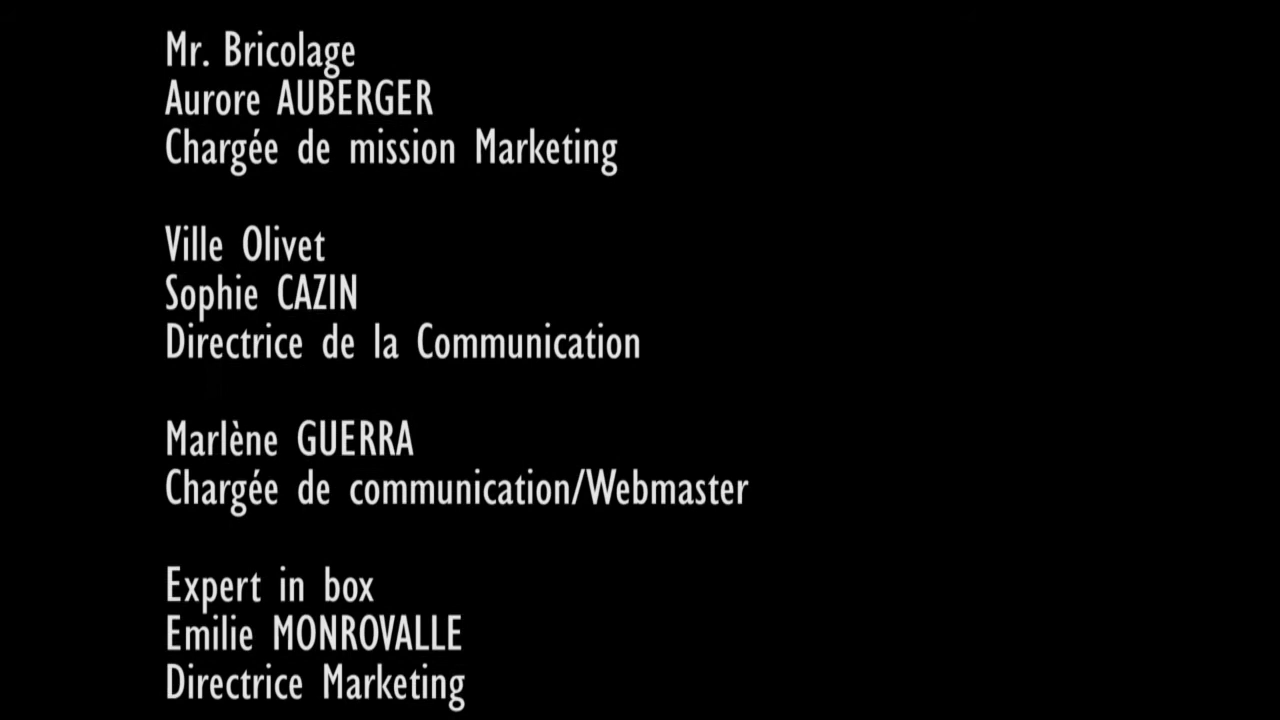 Mr. Bricolage
Aurore AUBERGER
Chargée de mission Marketing
Ville Olivet
Sophie CAZIN
Directrice de la Communication
Marlène GUERRA
Chargée de communication/Webmaster
Expert in box
Emilie MONROVALLE
Directrice Marketing